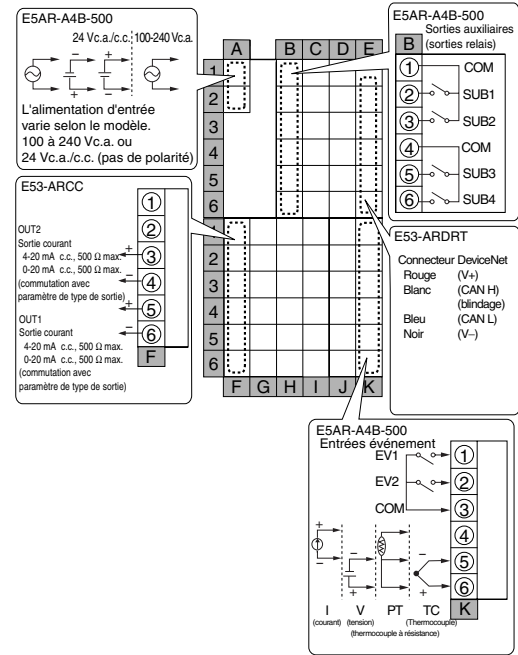 E5AR-A4B-500
24 Vc.a./c.c.
100-240 Vc.a.
− +
+ −
L'alimentation d'entrée
varie selon le modèle.
100 à 240 Vc.a. ou
24 Vc.a./c.c. (pas de polarité)
A B C D E
1
2
3
4
5
6
1
2
3
4
5
6
F G H I J K
E5AR-A4B-500
Sorties auxiliaires
(sorties relais)
B
1 COM
2 SUB1
3 SUB2
4 COM
5 SUB3
6 SUB4
E53-ARCC
1
2
3
4
5
6
F
OUT2
Sortie courant
4-20 mA c.c., 500 Ω max. +
0-20 mA c.c., 500 Ω max.
(commutation avec −
paramètre de type de sortie)
OUT1 +
Sortie courant −
4-20 mA c.c., 500 Ω max.
0-20 mA c.c., 500 Ω max.
(commutation avec
paramètre de type de sortie)
E53-ARDRT
Connecteur DeviceNet
Rouge (V+)
Blanc (CAN H)
(blindage)
Bleu (CAN L)
Noir (V−)
E5AR-A4B-500
Entrées événement
EV1 1
EV2 2
COM 3
4
5
6
K
+ −
− +
− +
I V PT TC
(courant) (tension) (Thermocouple)
(thermocouple à résistance)